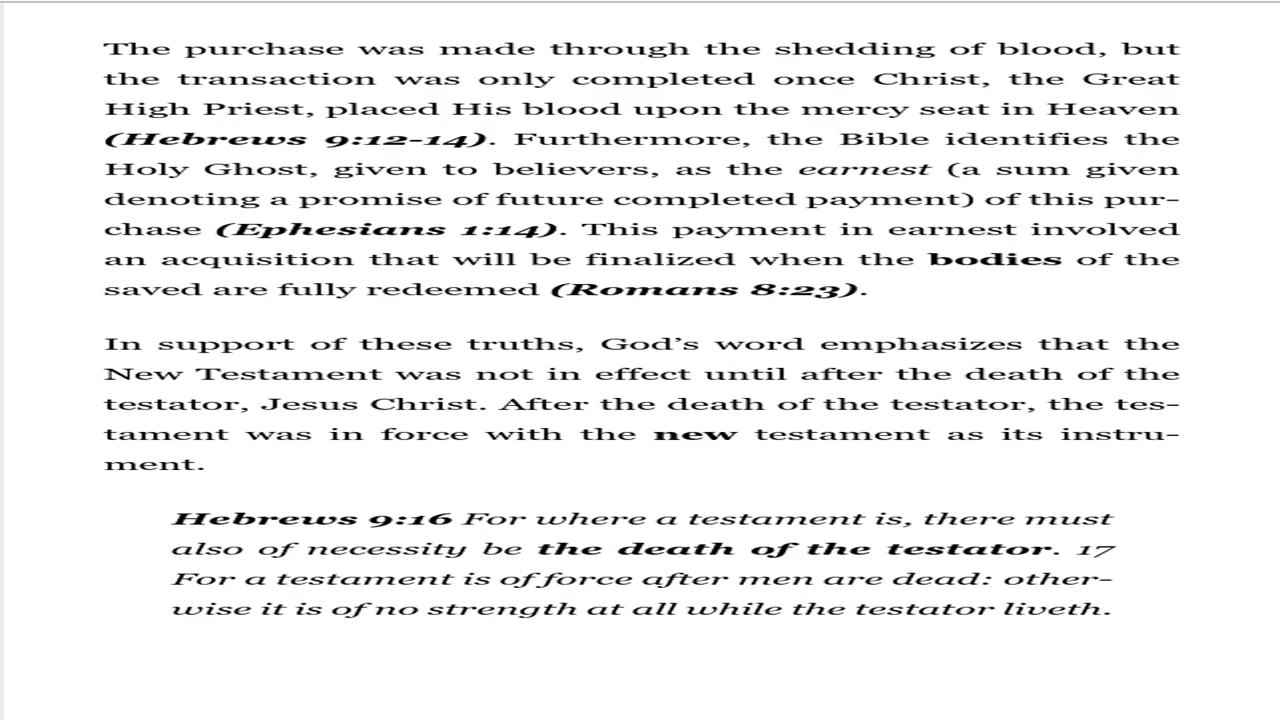 The purchase was made through the shedding of blood, but
the transaction was only completed once Christ, the Great
High Priest, placed His blood upon the mercy seat in Heaven
(Hebrews 9:12-14). Furthermore, the Bible identifies the
Holy Ghost, given to believers, as the earnest (a sum given
denoting a promise of future completed payment) of this pur-
chase (Ephesians 1:14). This payment in earnest involved
an acquisition that will be finalized when the bodies of the
saved are fully redeemed (Romans 8:23).
In support of these truths, God’s word emphasizes that the
New Testament was not in effect until after the death of the
testator, Jesus Christ. After the death of the testator, the tes-
tament was in force with the new testament as its instru-
ment.
Hebrews 9:16 For where a testament is, there must
also of necessity be the death of the testator. 17
For a testament is of force after men are dead: other-
wise it is of no strength at all while the testator liveth.